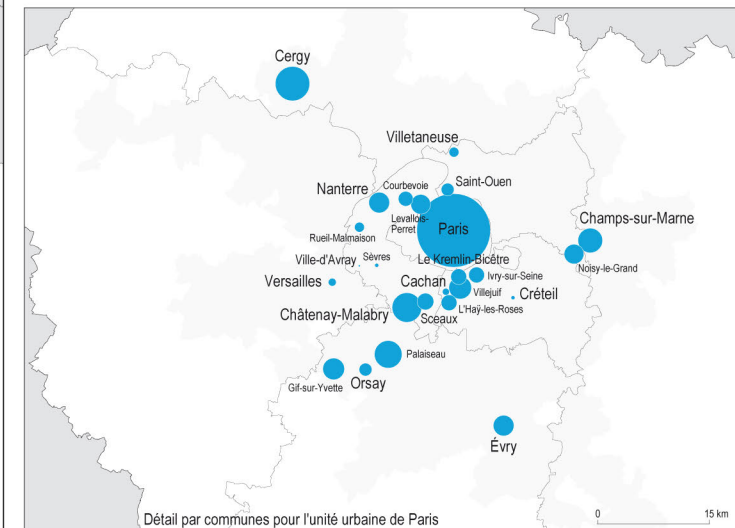 Cergy
Villetaneuse
Nanterre
Courbevoie
Saint-Ouen
Levallois-
Perret
Paris
Champs-sur-Marne
Rueil-Malmaison
Ville-d'Avray
Sèvres
Le Kremlin-Bicêtre
Noisy-le-Grand
Versailles
Cachan
Ivry-sur-Seine
Villejuif
Créteil
Châtenay-Malabry
Sceaux
L'Haÿ-les-Roses
Palaiseau
Gif-sur-Yvette
Orsay
Évry
Détail par communes pour l'unité urbaine de Paris
0 15 km